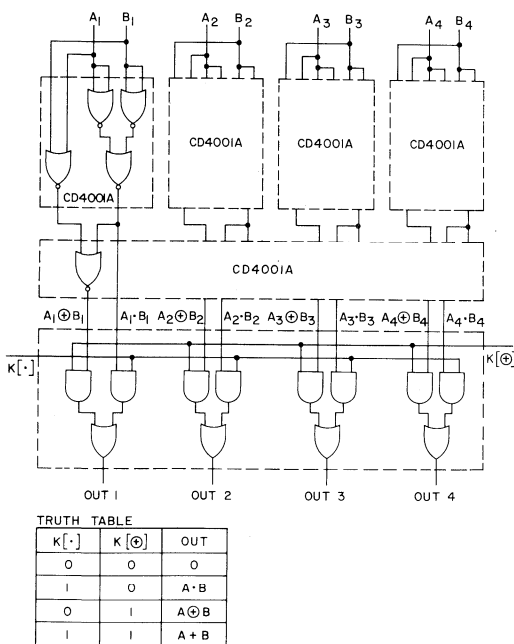 A1 B1 A2 B2 A3 B3 A4 B4
CD4001A CD4001A CD4001A
CD4001A
CD4001A
A1⊕B1 A1·B1 A2⊕B2 A2·B2 A3⊕B3 A3·B3 A4⊕B4 A4·B4
K[·] K[⊕]
OUT 1 OUT 2 OUT 3 OUT 4
TRUTH TABLE
K[·] K[⊕] OUT
0 0 0
1 0 A·B
0 1 A⊕B
1 1 A+B